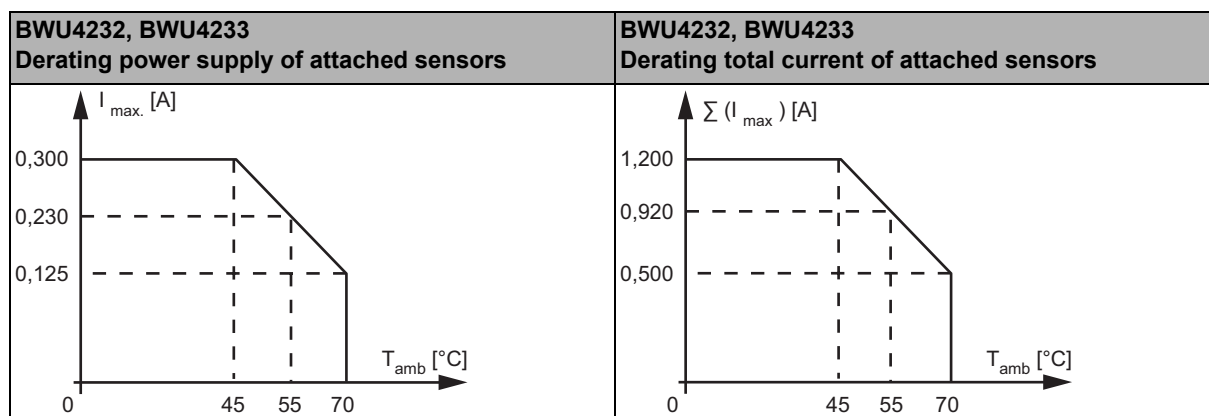 BWU4232, BWU4233
Derating power supply of attached sensors
I max. [A]
0,300
0,230
0,125
T amb [°C]
0 45 55 70
BWU4232, BWU4233
Derating total current of attached sensors
∑ (I max ) [A]
1,200
0,920
0,500
T amb [°C]
0 45 55 70